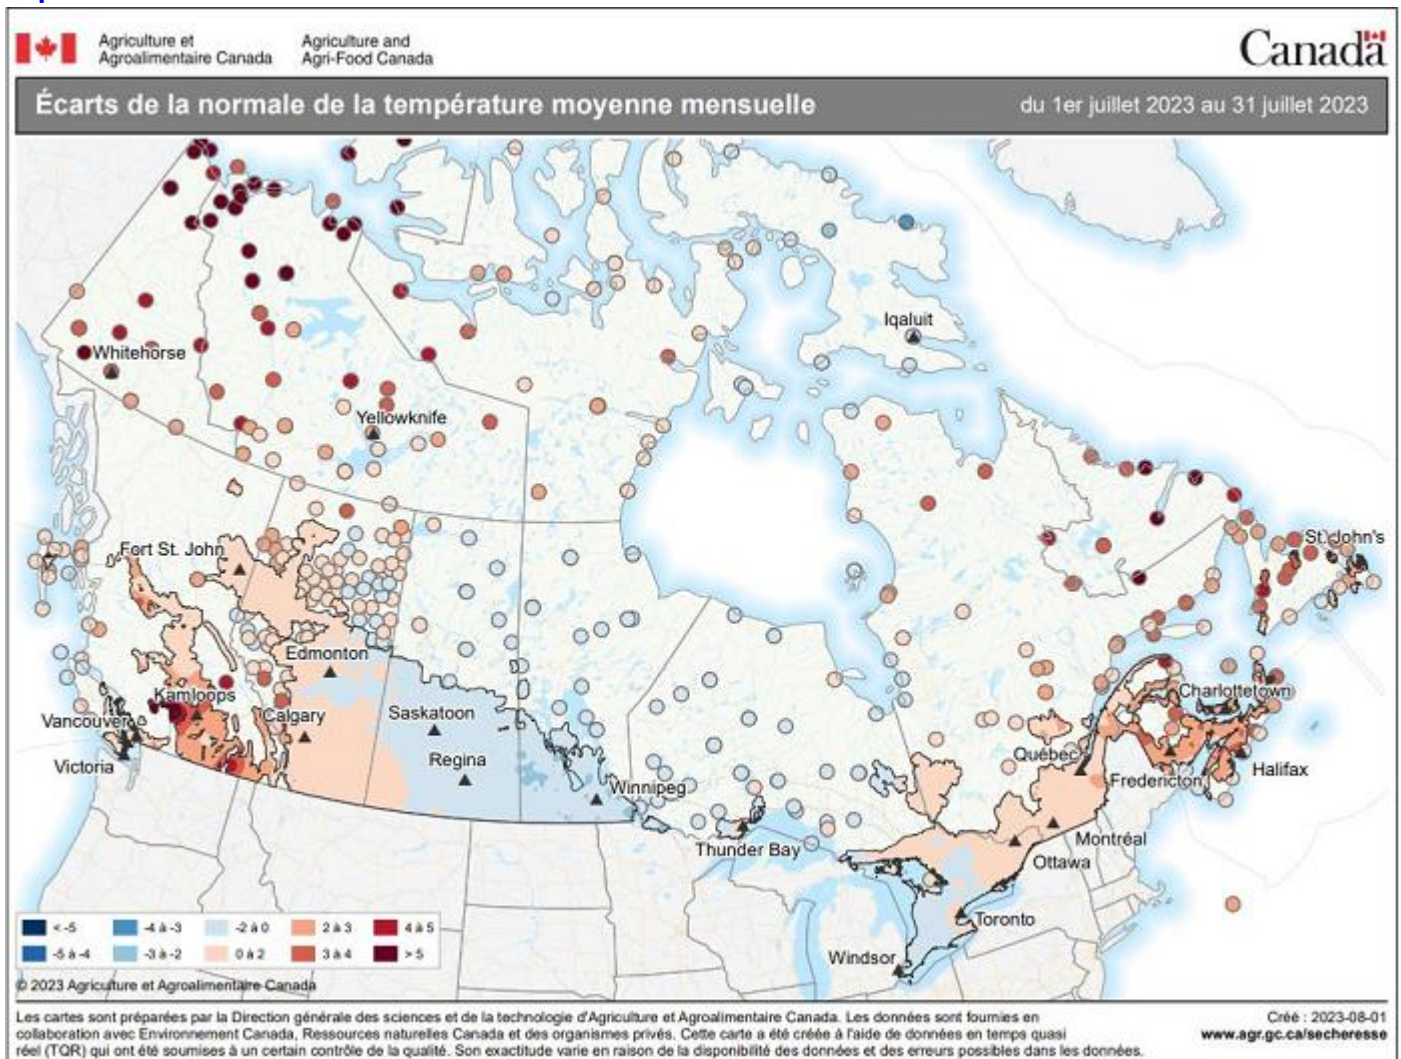 Agriculture et
Agroalimentaire Canada
Agriculture and
Agri-Food Canada
Canada
Écarts de la normale de la température moyenne mensuelle
du 1er juillet 2023 au 31 juillet 2023
Iqaluit
Whitehorse
Yellowknife
St. John's
Fort St. John
Edmonton
Kamloops
Charlottetown
Vancouver
Calgary
Saskatoon
Québec
Victoria
Regina
Halifax
Winnipeg
Fredericton
Montréal
Thunder Bay
Ottawa
Toronto
Windsor
< -5
-4 à -3
-2 à 0
2 à 3
4 à 5
-5 à -4
-3 à -2
0 à 2
3 à 4
> 5
© 2023 Agriculture et Agroalimentaire Canada
Les cartes sont préparées par la Direction générale des sciences et de la technologie d'Agriculture et Agroalimentaire Canada. Les données sont fournies en
collaboration avec Environnement Canada, Ressources naturelles Canada et des organismes privés. Cette carte a été créée à l'aide de données en temps quasi
réel (TQR) qui ont été soumises à un certain contrôle de la qualité. Son exactitude varie en raison de la disponibilité des données et des erreurs possibles dans les données.
Créé : 2023-08-01
www.agr.gc.ca/secheresse